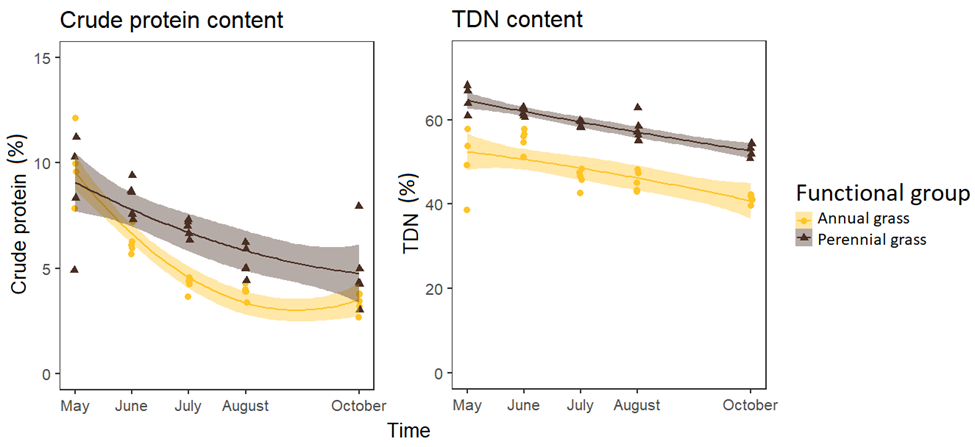 Crude protein content
Crude protein (%)
15
10
5
0
May June July August October
TDN content
TDN (%)
60
40
20
0
May June July August October
Time
Functional group
Annual grass
Perennial grass